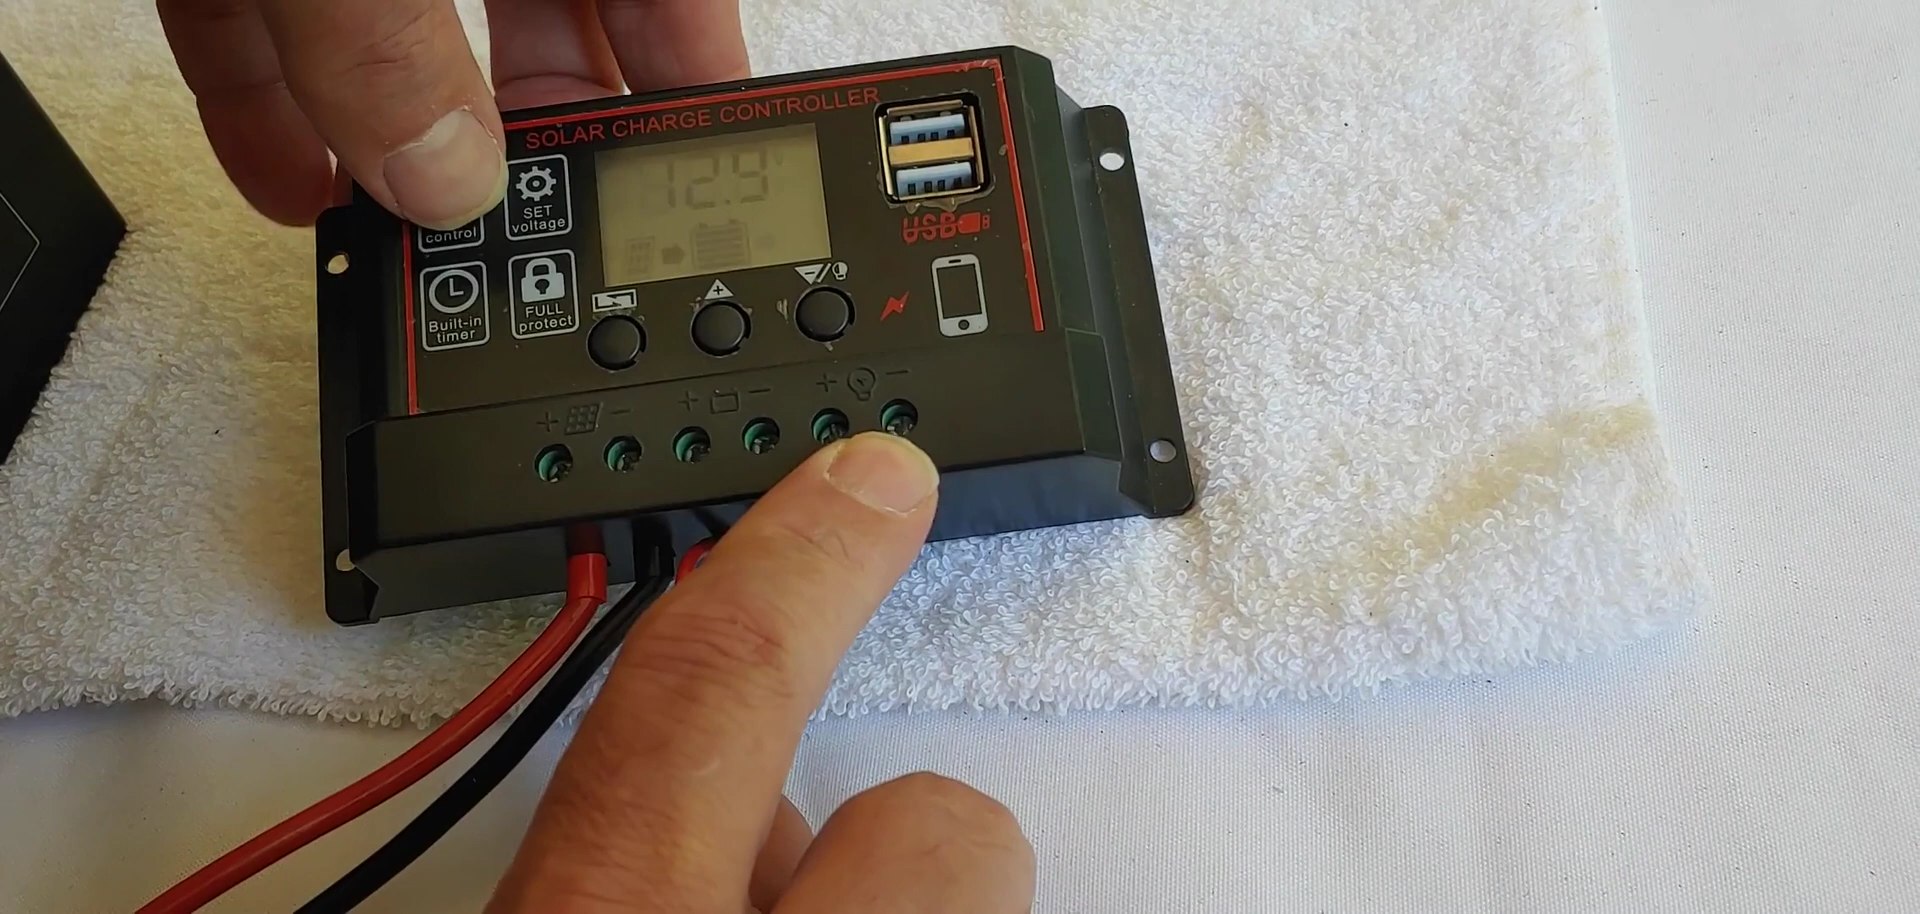 SOLAR CHARGE CONTROLLER
control
SET
voltage
12.9
USB
Built-in
timer
FULL
protect